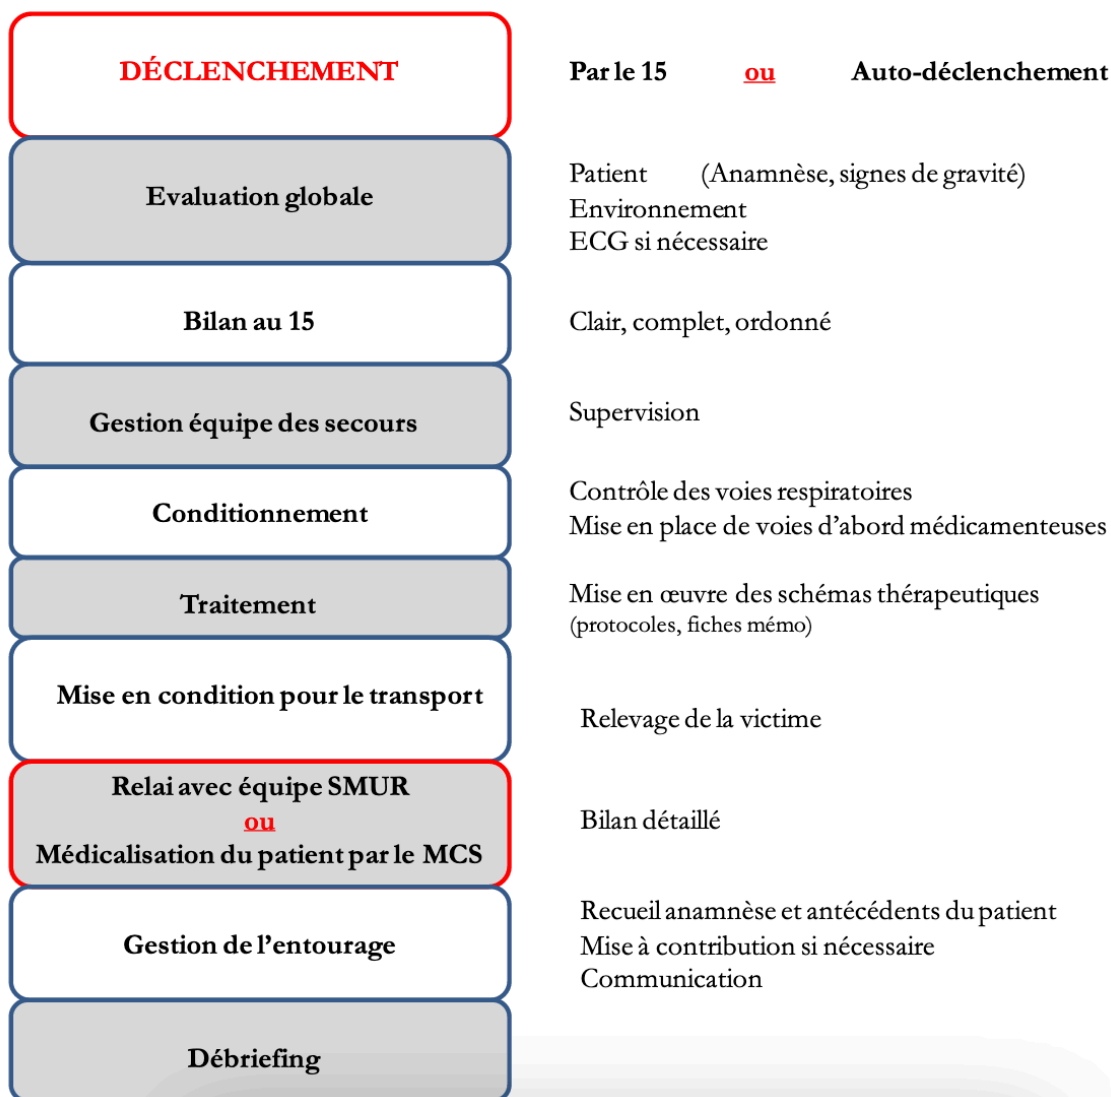 DÉCLENCHEMENT
Par le 15 ou Auto-déclenchement
Evaluation globale
Patient (Anamnèse, signes de gravité)
Environnement
ECG si nécessaire
Bilan au 15
Clair, complet, ordonné
Gestion équipe des secours
Supervision
Conditionnement
Contrôle des voies respiratoires
Mise en place de voies d'abord médicamenteuses
Traitement
Mise en œuvre des schémas thérapeutiques
(protocoles, fiches mémo)
Mise en condition pour le transport
Relevage de la victime
Relai avec équipe SMUR
ou
Médicalisation du patient par le MCS
Bilan détaillé
Gestion de l'entourage
Recueil anamnèse et antécédents du patient
Mise à contribution si nécessaire
Communication
Débriefing